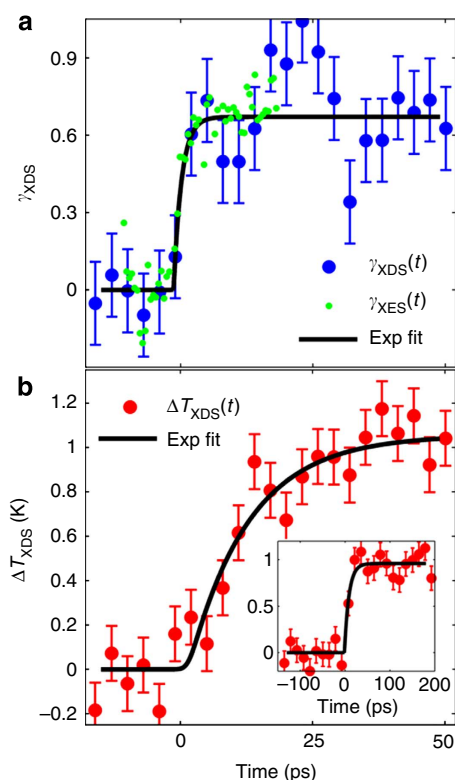 a
0.9
0.6
0.3
0
γXDS
γXDS(t)
γXES(t)
Exp fit
b
1.2
1
0.8
0.6
0.4
0.2
0
−0.2
ΔTXDS (K)
ΔTXDS(t)
Exp fit
1
0.5
0
−100 0 100 200
Time (ps)
0 25 50
Time (ps)